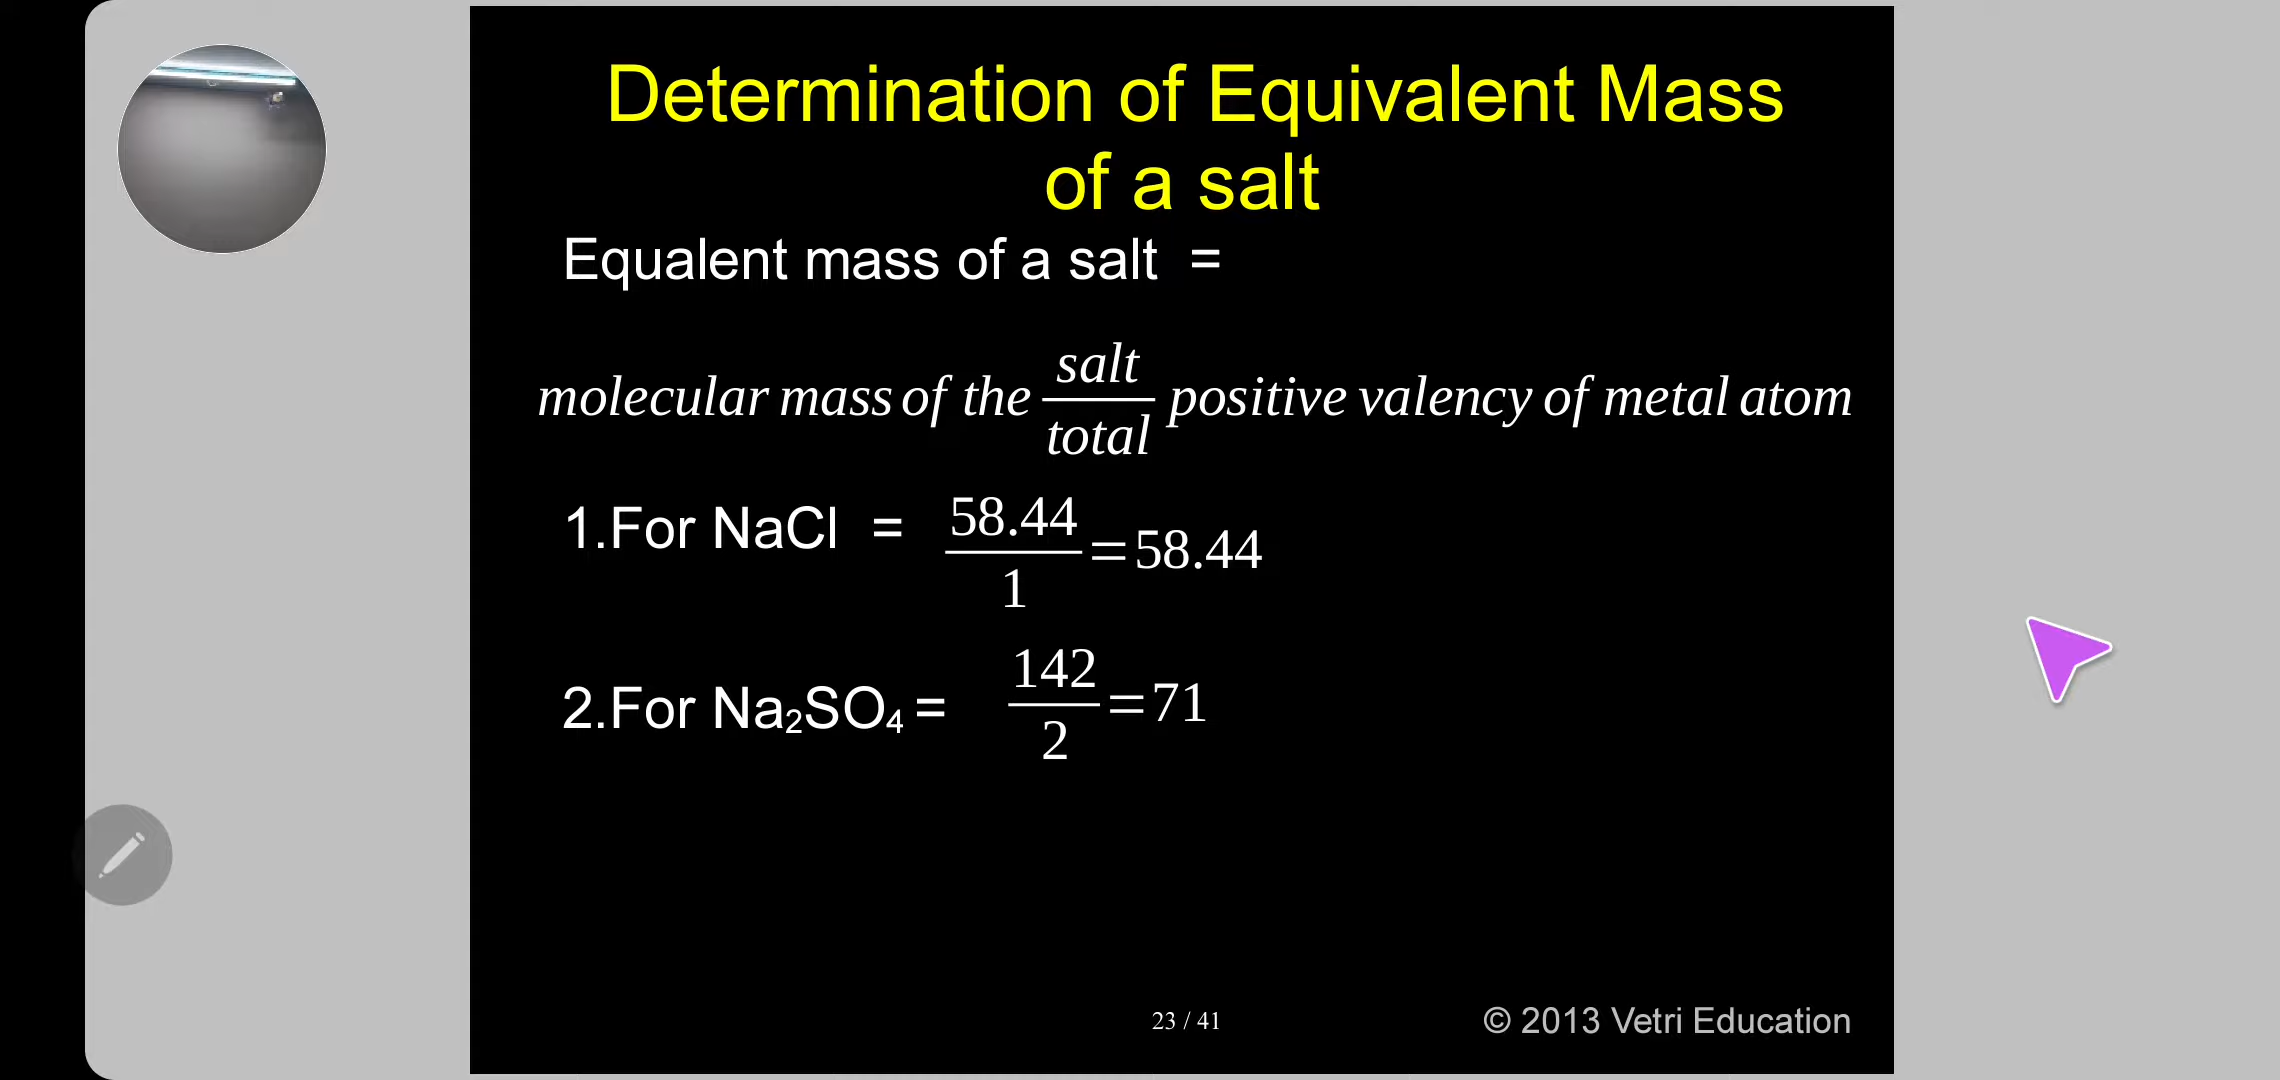 Determination of Equivalent Mass
of a salt
Equalent mass of a salt =
molecular mass of the salt/total positive valency of metal atom
1.For NaCl = 58.44/1 =58.44
2.For Na₂SO₄ = 142/2 =71
23 / 41
© 2013 Vetri Education